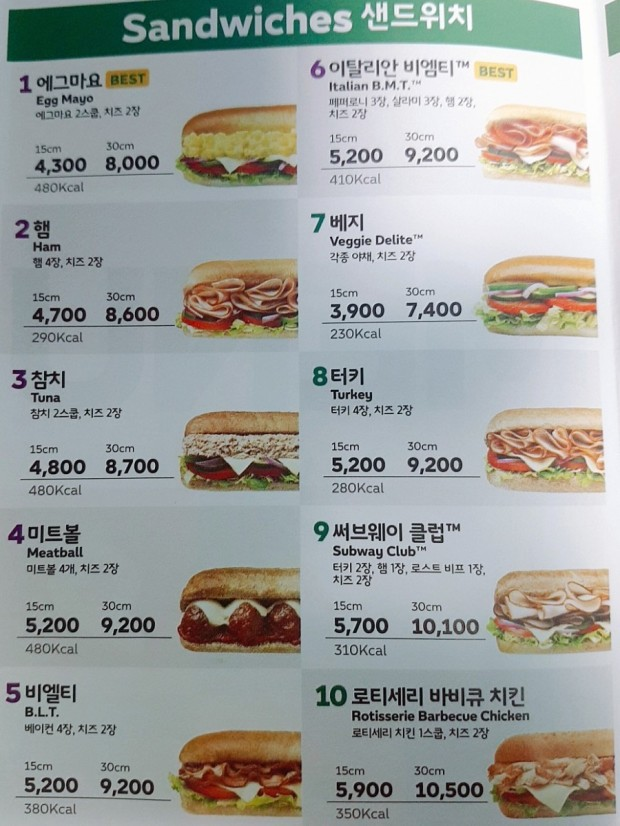 Sandwiches 샌드위치
1 에그마요 BEST
Egg Mayo
에그마요 2스쿱, 치즈 2장
15cm 30cm
4,300 8,000
480Kcal
2 햄
Ham
햄 4장, 치즈 2장
15cm 30cm
4,700 8,600
290Kcal
3 참치
Tuna
참치 2스쿱, 치즈 2장
15cm 30cm
4,800 8,700
480Kcal
4 미트볼
Meatball
미트볼 4개, 치즈 2장
15cm 30cm
5,200 9,200
480Kcal
5 비엘티
B.L.T.
베이컨 4장, 치즈 2장
15cm 30cm
5,200 9,200
380Kcal
6 이탈리안 비엠티™ BEST
Italian B.M.T.™
페퍼로니 3장, 살라미 3장, 햄 2장,
치즈 2장
15cm 30cm
5,200 9,200
410Kcal
7 베지
Veggie Delite™
각종 야채, 치즈 2장
15cm 30cm
3,900 7,400
230Kcal
8 터키
Turkey
터키 4장, 치즈 2장
15cm 30cm
5,200 9,200
280Kcal
9 써브웨이 클럽™
Subway Club™
터키 2장, 햄 1장, 로스트 비프 1장,
치즈 2장
15cm 30cm
5,700 10,100
310Kcal
10 로티세리 바비큐 치킨
Rotisserie Barbecue Chicken
로티세리 치킨 1스쿱, 치즈 2장
15cm 30cm
5,900 10,500
350Kcal